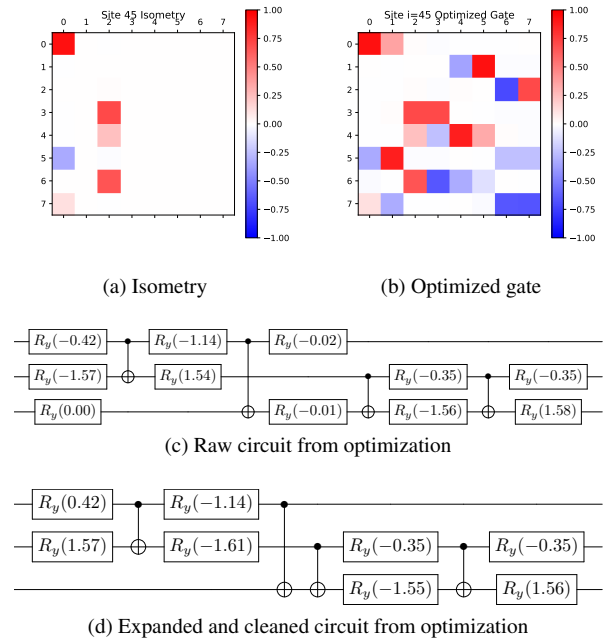 Site 45 Isometry
0 1 2 3 4 5 6 7
0
1
2
3
4
5
6
7
1.00
0.75
0.50
0.25
0.00
−0.25
−0.50
−0.75
−1.00
(a) Isometry
Site i=45 Optimized Gate
0 1 2 3 4 5 6 7
0
1
2
3
4
5
6
7
1.00
0.75
0.50
0.25
0.00
−0.25
−0.50
−0.75
−1.00
(b) Optimized gate
R_y(−0.42) R_y(−1.14) R_y(−0.02)
R_y(−1.57) R_y(1.54) R_y(−0.35) R_y(−0.35)
R_y(0.00) R_y(−0.01) R_y(−1.56) R_y(1.58)
(c) Raw circuit from optimization
R_y(0.42) R_y(−1.14)
R_y(1.57) R_y(−1.61) R_y(−0.35) R_y(−0.35)
R_y(−1.55) R_y(1.56)
(d) Expanded and cleaned circuit from optimization